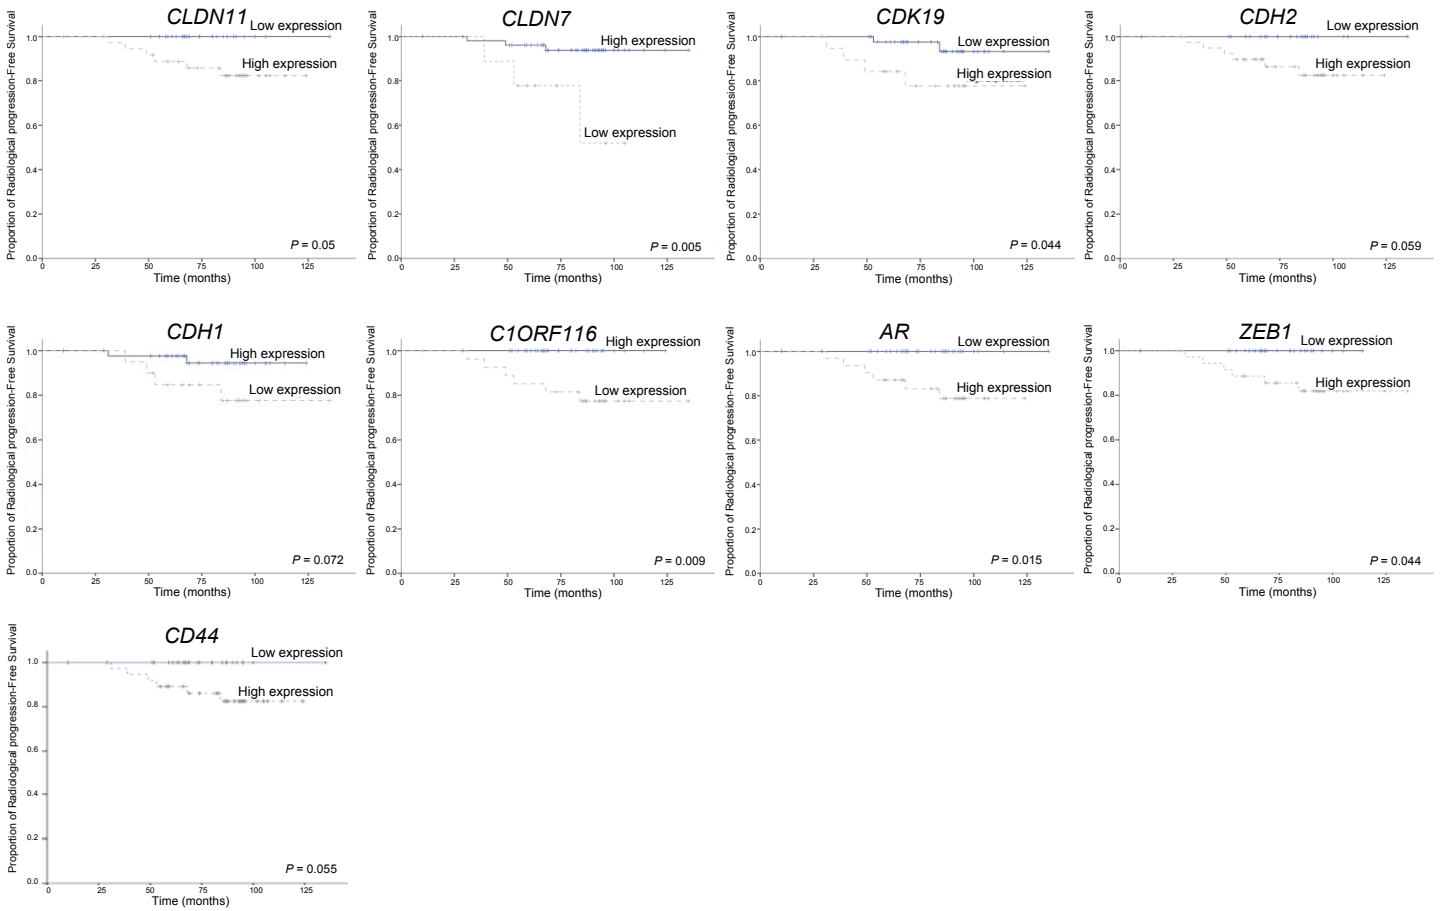 CLDN11
Low expression
High expression
Proportion of Radiological progression-Free Survival
1.0
0.8
0.6
0.4
0.2
0.0
P = 0.05
0 25 50 75 100 125
Time (months)
CLDN7
High expression
Low expression
Proportion of Radiological progression-Free Survival
1.0
0.8
0.6
0.4
0.2
0.0
P = 0.005
0 25 50 75 100 125
Time (months)
CDK19
Low expression
High expression
Proportion of Radiological progression-Free Survival
1.0
0.8
0.6
0.4
0.2
0.0
P = 0.044
0 25 50 75 100 125
Time (months)
CDH2
Low expression
High expression
Proportion of Radiological progression-Free Survival
1.0
0.8
0.6
0.4
0.2
0.0
P = 0.059
0 25 50 75 100 125
Time (months)
CDH1
High expression
Low expression
Proportion of Radiological progression-Free Survival
1.0
0.8
0.6
0.4
0.2
0.0
P = 0.072
0 25 50 75 100 125
Time (months)
C1ORF116
High expression
Low expression
Proportion of Radiological progression-Free Survival
1.0
0.8
0.6
0.4
0.2
0.0
P = 0.009
0 25 50 75 100 125
Time (months)
AR
Low expression
High expression
Proportion of Radiological progression-Free Survival
1.0
0.8
0.6
0.4
0.2
0.0
P = 0.015
0 25 50 75 100 125
Time (months)
ZEB1
Low expression
High expression
Proportion of Radiological progression-Free Survival
1.0
0.8
0.6
0.4
0.2
0.0
P = 0.044
0 25 50 75 100 125
Time (months)
CD44
Low expression
High expression
Proportion of Radiological progression-Free Survival
1.0
0.8
0.6
0.4
0.2
0.0
P = 0.055
0 25 50 75 100 125
Time (months)